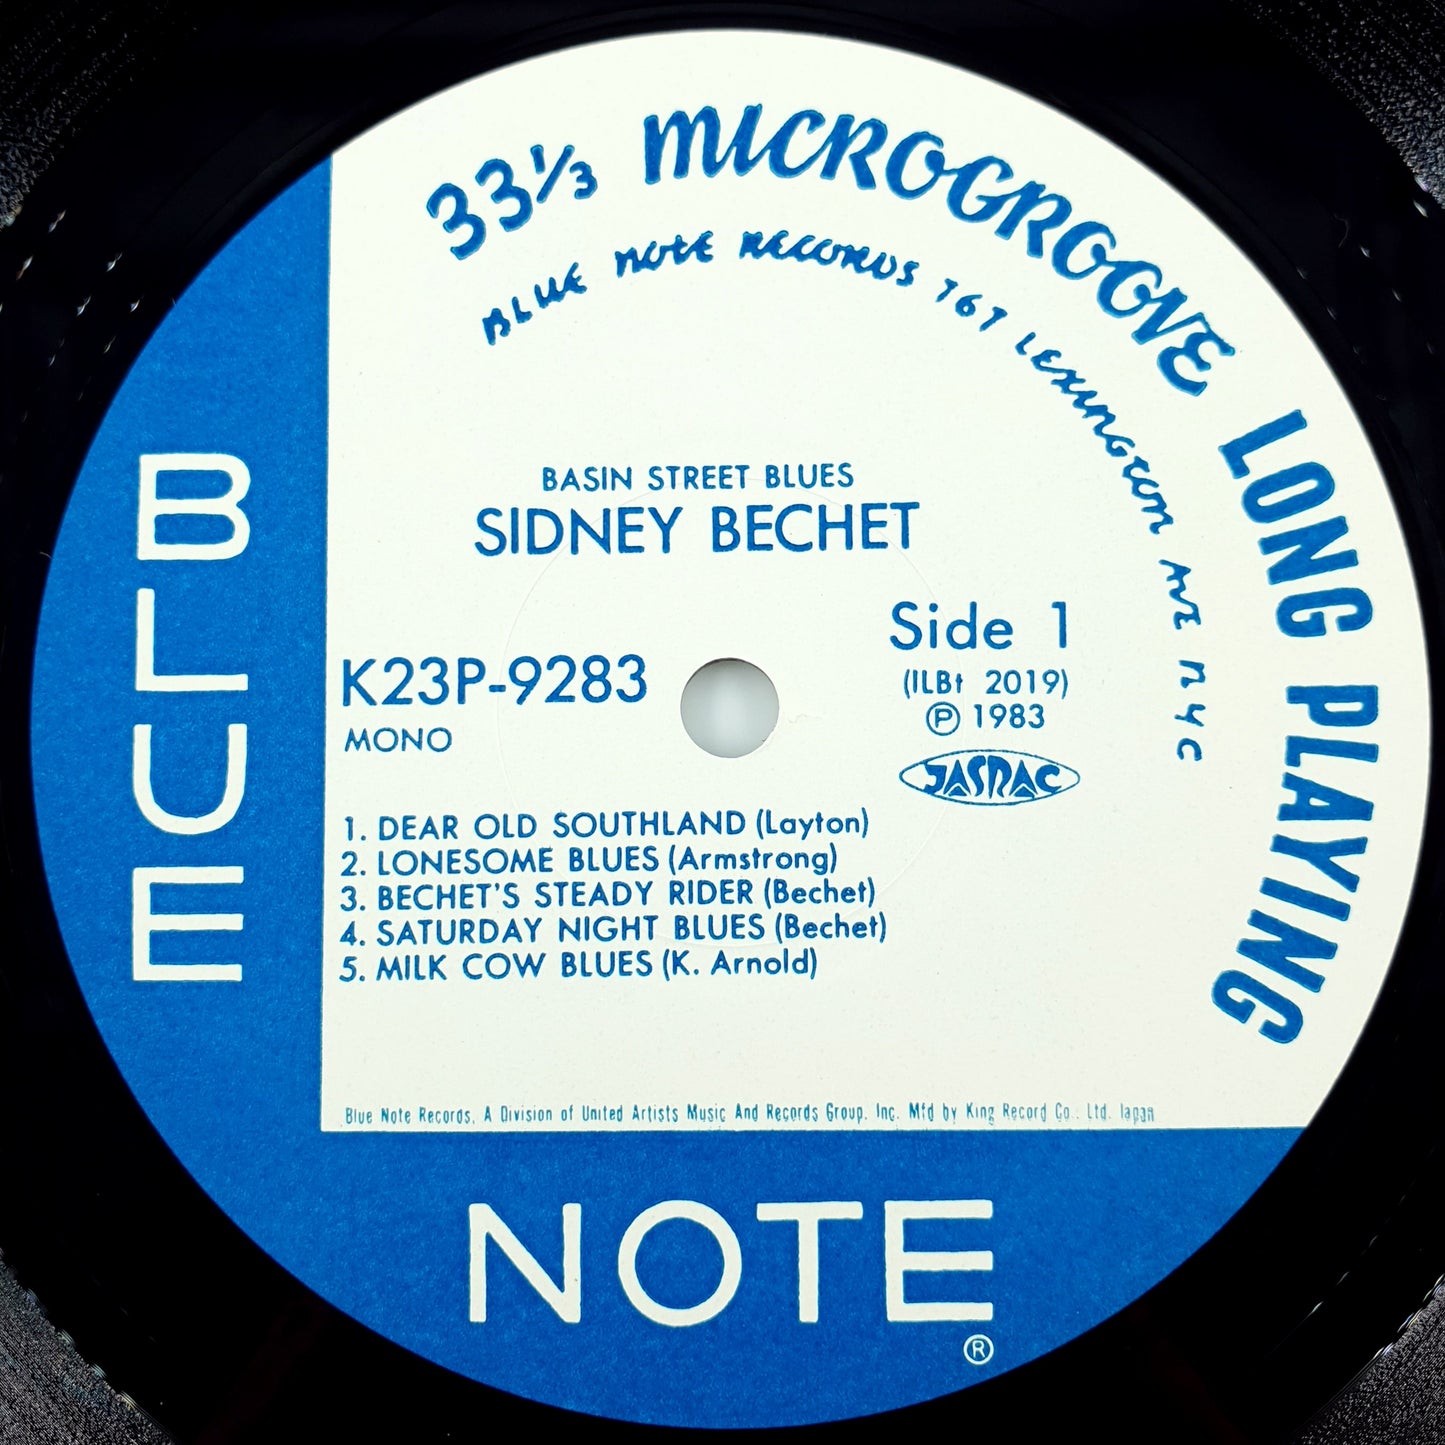 33⅓ MICROGROOVE LONG PLAYING
BLUE NOTE RECORDS 767 LEXINGTON AVE NYC
BASIN STREET BLUES
SIDNEY BECHET
Side 1
K23P-9283
(ILBt 2019)
MONO
Ⓟ 1983
JASRAC
1. DEAR OLD SOUTHLAND (Layton)
2. LONESOME BLUES (Armstrong)
3. BECHET'S STEADY RIDER (Bechet)
4. SATURDAY NIGHT BLUES (Bechet)
5. MILK COW BLUES (K. Arnold)
Blue Note Records, A Division of United Artists Music And Records Group, Inc. Mfd by King Record Co., Ltd. Japan
BLUE
NOTE®